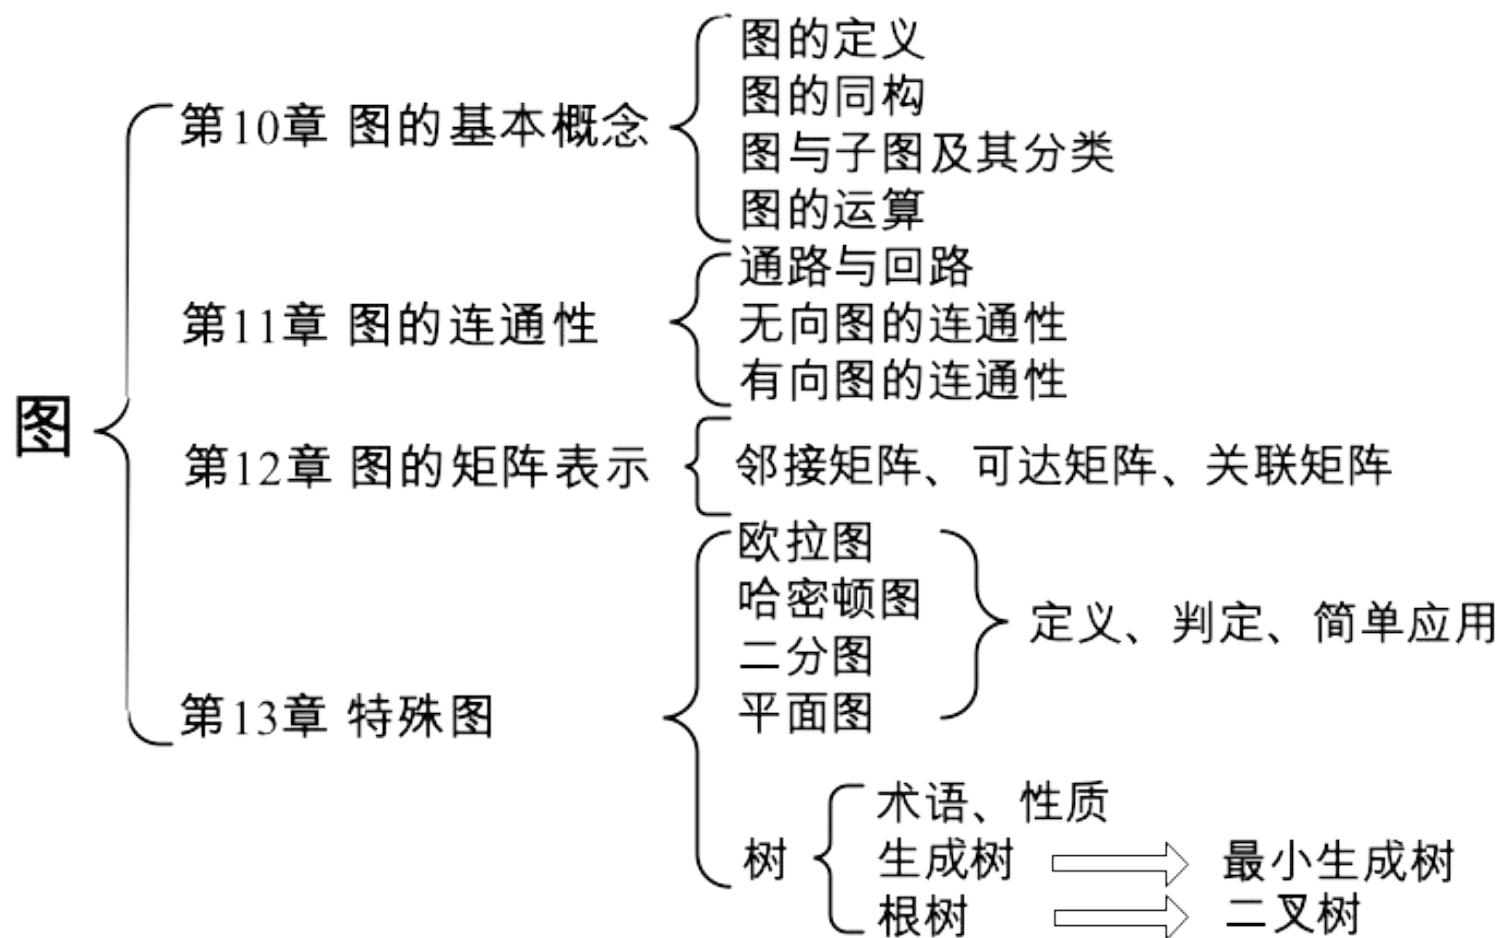 图
第10章 图的基本概念
图的定义
图的同构
图与子图及其分类
图的运算
第11章 图的连通性
通路与回路
无向图的连通性
有向图的连通性
第12章 图的矩阵表示
邻接矩阵、可达矩阵、关联矩阵
第13章 特殊图
欧拉图
哈密顿图
二分图
平面图
定义、判定、简单应用
树
术语、性质
生成树
最小生成树
根树
二叉树